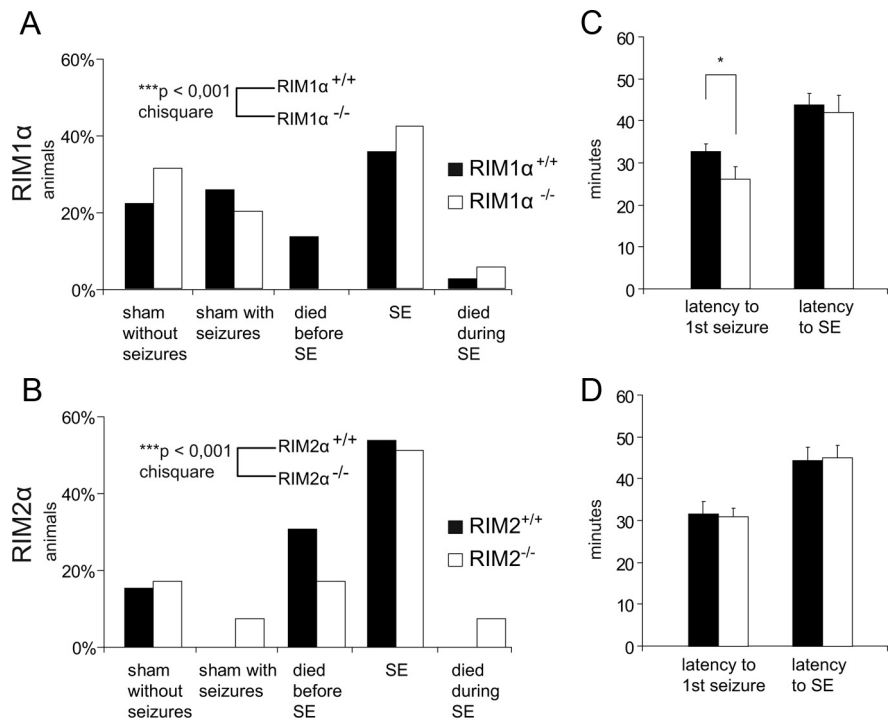 A
RIM1α
animals
60%
40%
20%
0%
***p < 0,001
chisquare
RIM1α +/+
RIM1α -/-
RIM1α +/+
RIM1α -/-
sham
without
seizures
sham with
seizures
died
before
SE
SE
died
during
SE
C
minutes
60
50
40
30
20
10
0
*
latency to
1st seizure
latency
to SE
B
RIM2α
animals
60%
40%
20%
0%
***p < 0,001
chisquare
RIM2α +/+
RIM2α -/-
RIM2+/+
RIM2-/-
sham
without
seizures
sham with
seizures
died
before
SE
SE
died
during
SE
D
minutes
60
50
40
30
20
10
0
latency to
1st seizure
latency
to SE